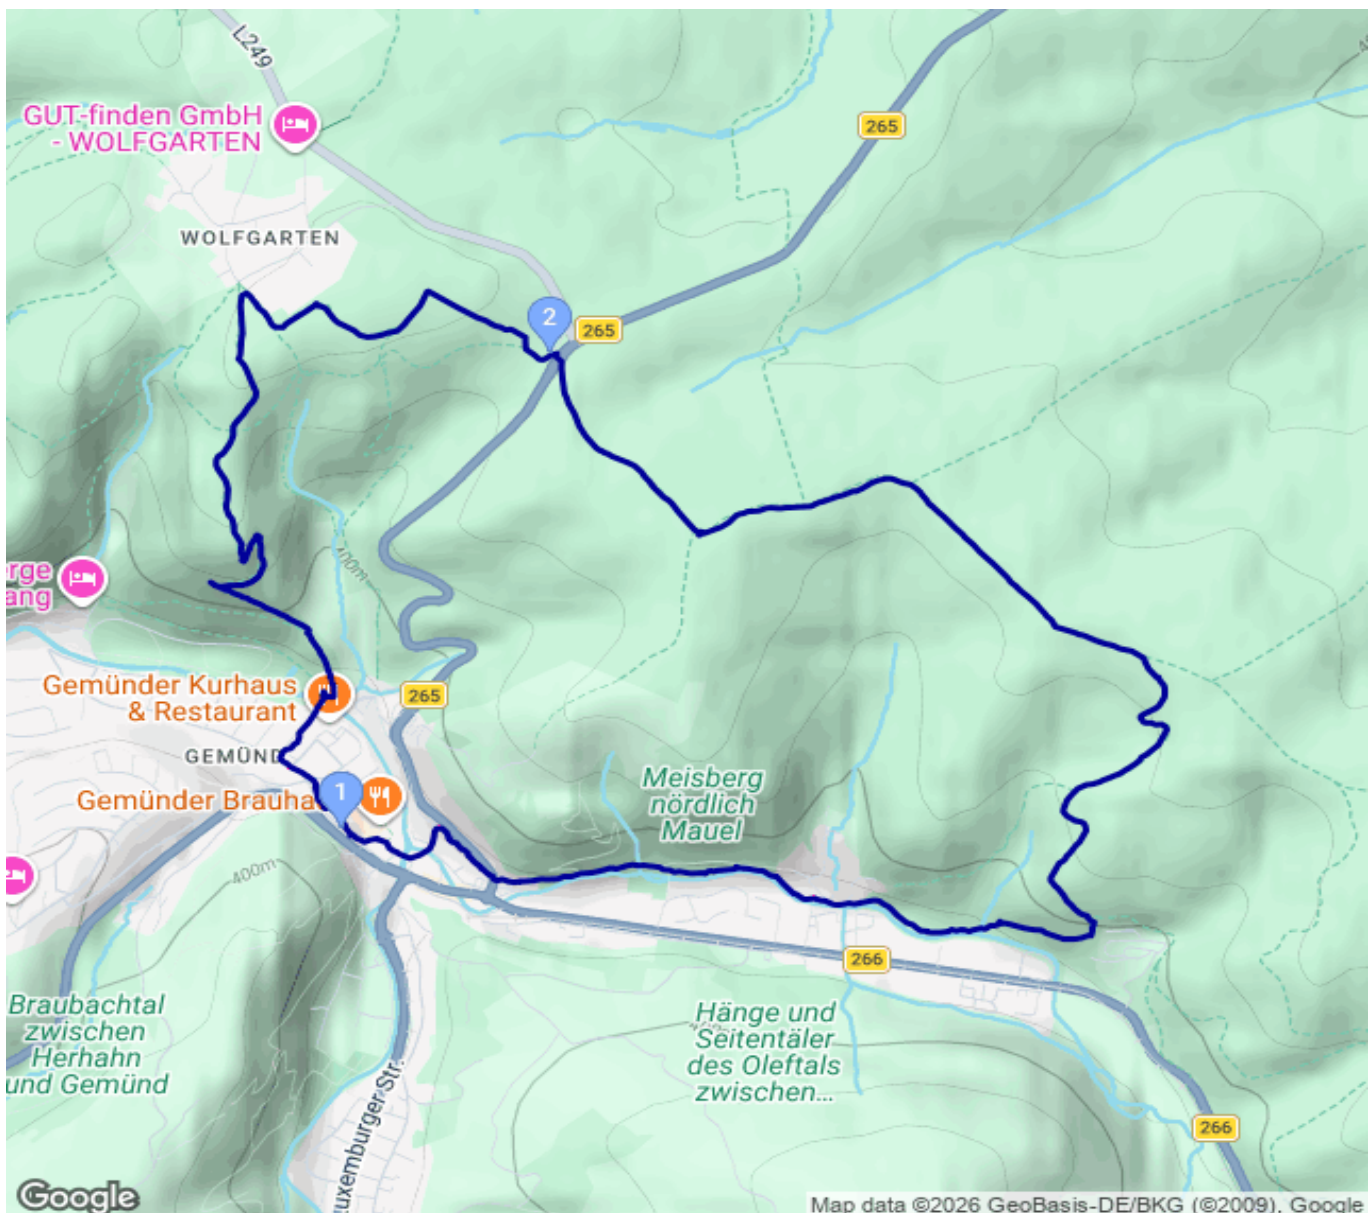 L249
GUT-finden GmbH
- WOLFGARTEN
265
WOLFGARTEN
2
265
400m
erge
ang
Gemünder Kurhaus
& Restaurant
265
GEMÜND
Meisberg
nördlich
Mauel
1
Gemünder Brauha
400m
266
Braubachtal
zwischen
Herhahn
und Gemünd
Hänge und
Seitentäler
des Oleftals
zwischen...
uxemburger Str.
266
Google
Map data ©2026 GeoBasis-DE/BKG (©2009), Google